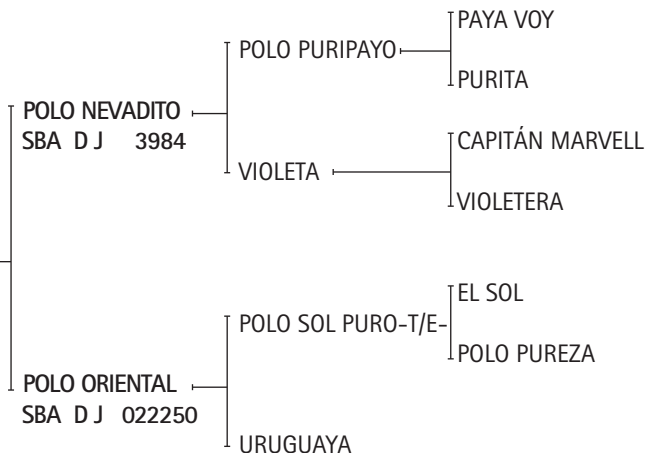 PAYA VOY
POLO PURIPAYO
PURITA
POLO NEVADITO
SBA D J 3984
CAPITÁN MARVELL
VIOLETA
VIOLETERA
EL SOL
POLO SOL PURO-T/E-
POLO PUREZA
POLO ORIENTAL
SBA D J 022250
URUGUAYA